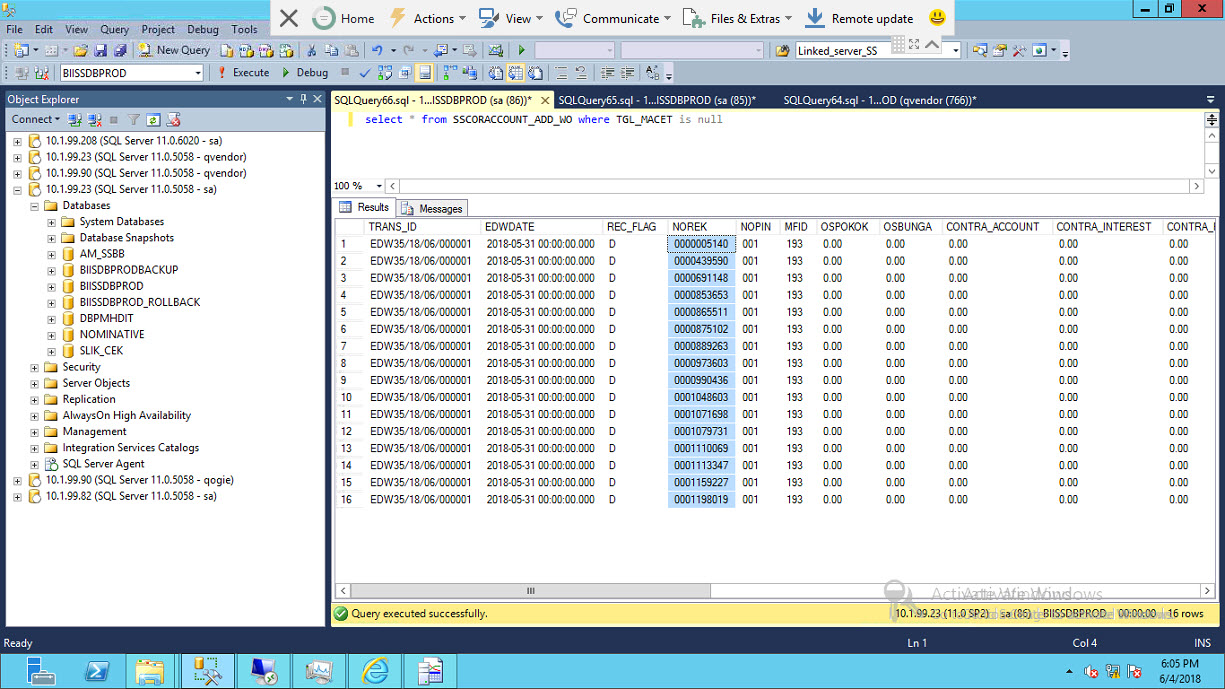 Home Actions View Communicate Files & Extras Remote update
File Edit View Query Project Debug Tools
New Query Linked_server_SS
BIISSDBPROD Execute Debug
Object Explorer
Connect
10.1.99.208 (SQL Server 11.0.6020 - sa)
10.1.99.23 (SQL Server 11.0.5058 - qvendor)
10.1.99.90 (SQL Server 11.0.5058 - qvendor)
10.1.99.23 (SQL Server 11.0.5058 - sa)
Databases
System Databases
Database Snapshots
AM_SSBB
BIISSDBPRODBACKUP
BIISSDBPROD
BIISSDBPROD_ROLLBACK
DBPMHDIT
NOMINATIVE
SLIK_CEK
Security
Server Objects
Replication
AlwaysOn High Availability
Management
Integration Services Catalogs
SQL Server Agent
10.1.99.90 (SQL Server 11.0.5058 - qogie)
10.1.99.82 (SQL Server 11.0.5058 - sa)
SQLQuery66.sql - 1...ISSDBPROD (sa (86))* SQLQuery65.sql - 1...ISSDBPROD (sa (85))* SQLQuery64.sql - 1...OD (qvendor (766))*
select * from SSCORACCOUNT_ADD_WO where TGL_MACET is null
100 %
Results Messages
TRANS_ID EDWDATE REC_FLAG NOREK NOPIN MFID OSPOKOK OSBUNGA CONTRA_ACCOUNT CONTRA_INTEREST
1 EDW35/18/06/000001 2018-05-31 00:00:00.000 D 0000005140 001 193 0.00 0.00 0.00 0.00 0.00
2 EDW35/18/06/000001 2018-05-31 00:00:00.000 D 0000439590 001 193 0.00 0.00 0.00 0.00 0.00
3 EDW35/18/06/000001 2018-05-31 00:00:00.000 D 0000691148 001 193 0.00 0.00 0.00 0.00 0.00
4 EDW35/18/06/000001 2018-05-31 00:00:00.000 D 0000853653 001 193 0.00 0.00 0.00 0.00 0.00
5 EDW35/18/06/000001 2018-05-31 00:00:00.000 D 0000865511 001 193 0.00 0.00 0.00 0.00 0.00
6 EDW35/18/06/000001 2018-05-31 00:00:00.000 D 0000875102 001 193 0.00 0.00 0.00 0.00 0.00
7 EDW35/18/06/000001 2018-05-31 00:00:00.000 D 0000889263 001 193 0.00 0.00 0.00 0.00 0.00
8 EDW35/18/06/000001 2018-05-31 00:00:00.000 D 0000973603 001 193 0.00 0.00 0.00 0.00 0.00
9 EDW35/18/06/000001 2018-05-31 00:00:00.000 D 0000990436 001 193 0.00 0.00 0.00 0.00 0.00
10 EDW35/18/06/000001 2018-05-31 00:00:00.000 D 0001048603 001 193 0.00 0.00 0.00 0.00 0.00
11 EDW35/18/06/000001 2018-05-31 00:00:00.000 D 0001071698 001 193 0.00 0.00 0.00 0.00 0.00
12 EDW35/18/06/000001 2018-05-31 00:00:00.000 D 0001079731 001 193 0.00 0.00 0.00 0.00 0.00
13 EDW35/18/06/000001 2018-05-31 00:00:00.000 D 0001110069 001 193 0.00 0.00 0.00 0.00 0.00
14 EDW35/18/06/000001 2018-05-31 00:00:00.000 D 0001113347 001 193 0.00 0.00 0.00 0.00 0.00
15 EDW35/18/06/000001 2018-05-31 00:00:00.000 D 0001159227 001 193 0.00 0.00 0.00 0.00 0.00
16 EDW35/18/06/000001 2018-05-31 00:00:00.000 D 0001198019 001 193 0.00 0.00 0.00 0.00 0.00
Activate Windows
Query executed successfully. 10.1.99.23 (11.0 SP2) sa (86) BIISSDBPROD 00:00:00 16 rows
Ready Ln 1 Col 4 INS
6:05 PM
6/4/2018